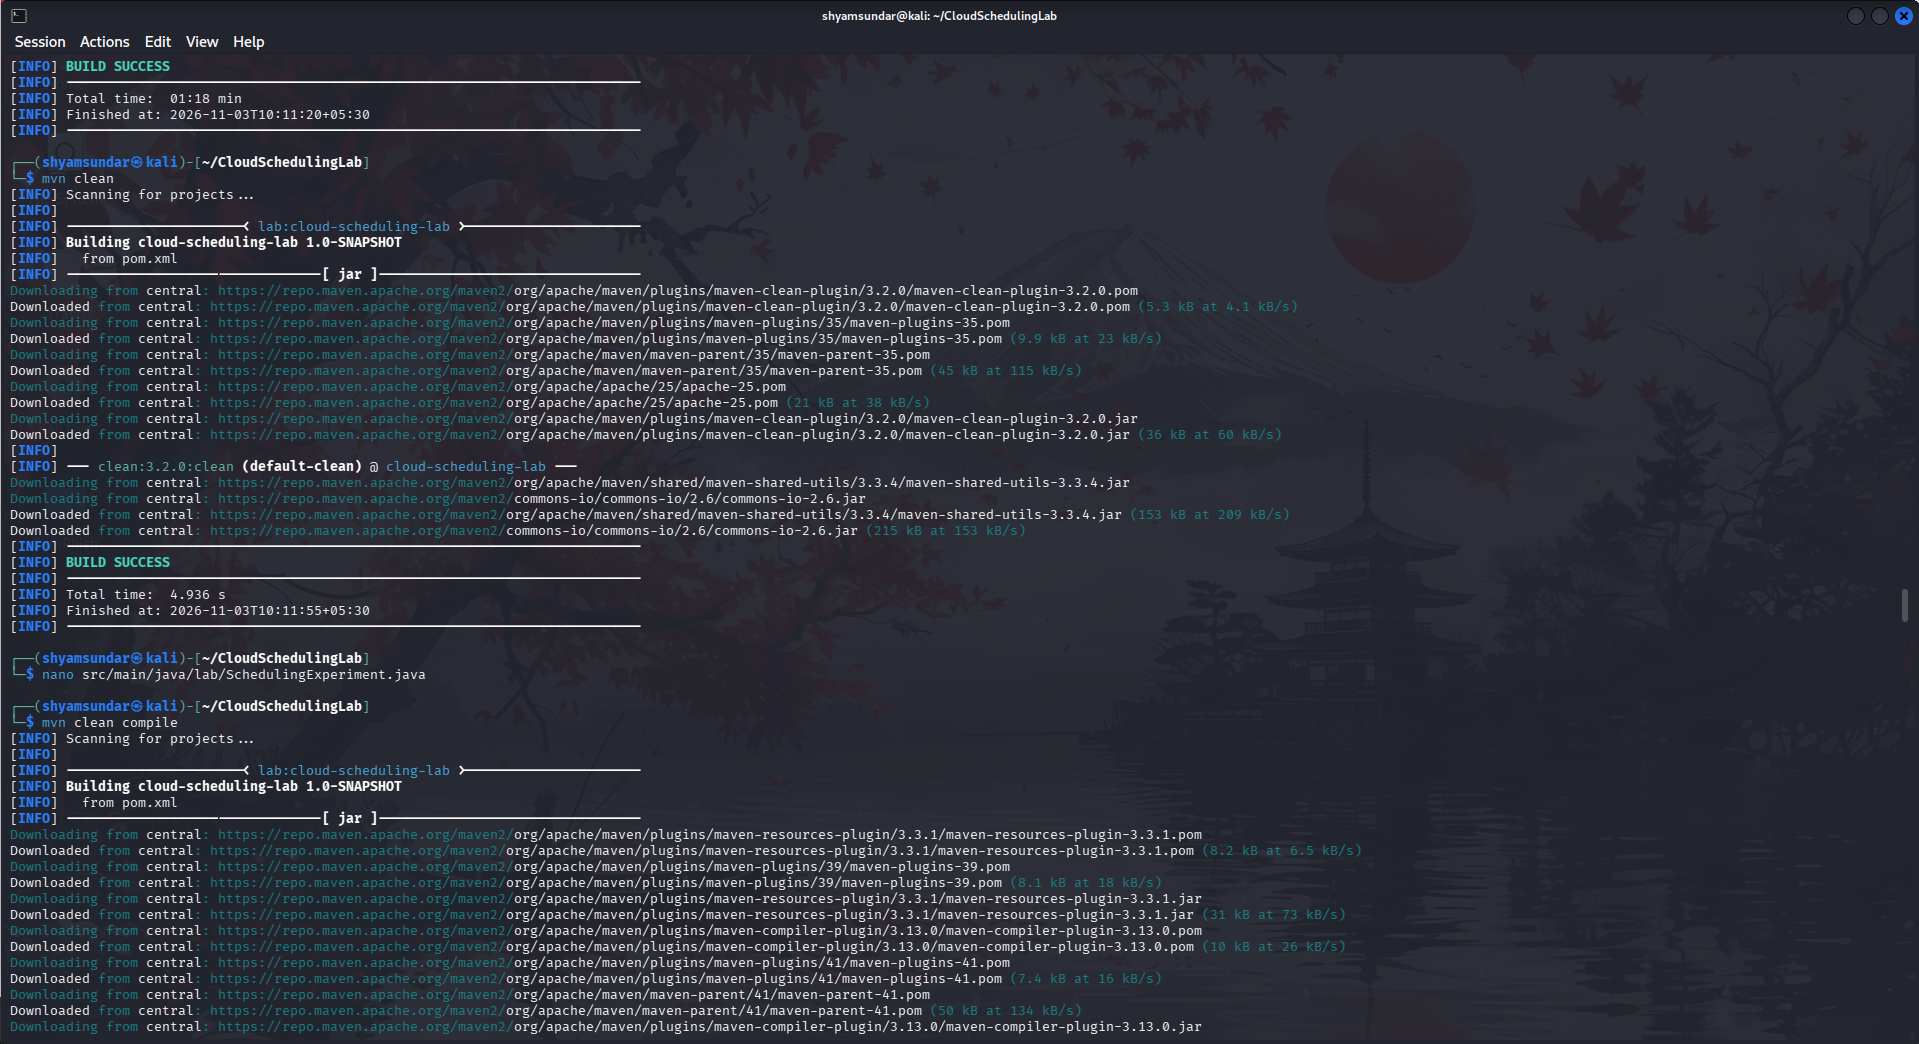 shyamsundar@kali: ~/CloudSchedulingLab
Session Actions Edit View Help
[INFO] BUILD SUCCESS
[INFO] ------------------------------------------------------------------------
[INFO] Total time:  01:18 min
[INFO] Finished at: 2026-11-03T10:11:20+05:30
[INFO] ------------------------------------------------------------------------
┌──(shyamsundar㉿kali)-[~/CloudSchedulingLab]
└─$ mvn clean
[INFO] Scanning for projects...
[INFO]
[INFO] ----------------------< lab:cloud-scheduling-lab >----------------------
[INFO] Building cloud-scheduling-lab 1.0-SNAPSHOT
[INFO]   from pom.xml
[INFO] --------------------------------[ jar ]---------------------------------
Downloading from central: https://repo.maven.apache.org/maven2/org/apache/maven/plugins/maven-clean-plugin/3.2.0/maven-clean-plugin-3.2.0.pom
Downloaded from central: https://repo.maven.apache.org/maven2/org/apache/maven/plugins/maven-clean-plugin/3.2.0/maven-clean-plugin-3.2.0.pom (5.3 kB at 4.1 kB/s)
Downloading from central: https://repo.maven.apache.org/maven2/org/apache/maven/plugins/maven-plugins/35/maven-plugins-35.pom
Downloaded from central: https://repo.maven.apache.org/maven2/org/apache/maven/plugins/maven-plugins/35/maven-plugins-35.pom (9.9 kB at 23 kB/s)
Downloading from central: https://repo.maven.apache.org/maven2/org/apache/maven/maven-parent/35/maven-parent-35.pom
Downloaded from central: https://repo.maven.apache.org/maven2/org/apache/maven/maven-parent/35/maven-parent-35.pom (45 kB at 115 kB/s)
Downloading from central: https://repo.maven.apache.org/maven2/org/apache/apache/25/apache-25.pom
Downloaded from central: https://repo.maven.apache.org/maven2/org/apache/apache/25/apache-25.pom (21 kB at 38 kB/s)
Downloading from central: https://repo.maven.apache.org/maven2/org/apache/maven/plugins/maven-clean-plugin/3.2.0/maven-clean-plugin-3.2.0.jar
Downloaded from central: https://repo.maven.apache.org/maven2/org/apache/maven/plugins/maven-clean-plugin/3.2.0/maven-clean-plugin-3.2.0.jar (36 kB at 60 kB/s)
[INFO]
[INFO] --- clean:3.2.0:clean (default-clean) @ cloud-scheduling-lab ---
Downloading from central: https://repo.maven.apache.org/maven2/org/apache/maven/shared/maven-shared-utils/3.3.4/maven-shared-utils-3.3.4.jar
Downloading from central: https://repo.maven.apache.org/maven2/commons-io/commons-io/2.6/commons-io-2.6.jar
Downloaded from central: https://repo.maven.apache.org/maven2/org/apache/maven/shared/maven-shared-utils/3.3.4/maven-shared-utils-3.3.4.jar (153 kB at 209 kB/s)
Downloaded from central: https://repo.maven.apache.org/maven2/commons-io/commons-io/2.6/commons-io-2.6.jar (215 kB at 153 kB/s)
[INFO] ------------------------------------------------------------------------
[INFO] BUILD SUCCESS
[INFO] ------------------------------------------------------------------------
[INFO] Total time:  4.936 s
[INFO] Finished at: 2026-11-03T10:11:55+05:30
[INFO] ------------------------------------------------------------------------
┌──(shyamsundar㉿kali)-[~/CloudSchedulingLab]
└─$ nano src/main/java/lab/SchedulingExperiment.java
┌──(shyamsundar㉿kali)-[~/CloudSchedulingLab]
└─$ mvn clean compile
[INFO] Scanning for projects...
[INFO]
[INFO] ----------------------< lab:cloud-scheduling-lab >----------------------
[INFO] Building cloud-scheduling-lab 1.0-SNAPSHOT
[INFO]   from pom.xml
[INFO] --------------------------------[ jar ]---------------------------------
Downloading from central: https://repo.maven.apache.org/maven2/org/apache/maven/plugins/maven-resources-plugin/3.3.1/maven-resources-plugin-3.3.1.pom
Downloaded from central: https://repo.maven.apache.org/maven2/org/apache/maven/plugins/maven-resources-plugin/3.3.1/maven-resources-plugin-3.3.1.pom (8.2 kB at 6.5 kB/s)
Downloading from central: https://repo.maven.apache.org/maven2/org/apache/maven/plugins/maven-plugins/39/maven-plugins-39.pom
Downloaded from central: https://repo.maven.apache.org/maven2/org/apache/maven/plugins/maven-plugins/39/maven-plugins-39.pom (8.1 kB at 18 kB/s)
Downloading from central: https://repo.maven.apache.org/maven2/org/apache/maven/plugins/maven-resources-plugin/3.3.1/maven-resources-plugin-3.3.1.jar
Downloaded from central: https://repo.maven.apache.org/maven2/org/apache/maven/plugins/maven-resources-plugin/3.3.1/maven-resources-plugin-3.3.1.jar (31 kB at 73 kB/s)
Downloading from central: https://repo.maven.apache.org/maven2/org/apache/maven/plugins/maven-compiler-plugin/3.13.0/maven-compiler-plugin-3.13.0.pom
Downloaded from central: https://repo.maven.apache.org/maven2/org/apache/maven/plugins/maven-compiler-plugin/3.13.0/maven-compiler-plugin-3.13.0.pom (10 kB at 26 kB/s)
Downloading from central: https://repo.maven.apache.org/maven2/org/apache/maven/plugins/maven-plugins/41/maven-plugins-41.pom
Downloaded from central: https://repo.maven.apache.org/maven2/org/apache/maven/plugins/maven-plugins/41/maven-plugins-41.pom (7.4 kB at 16 kB/s)
Downloading from central: https://repo.maven.apache.org/maven2/org/apache/maven/maven-parent/41/maven-parent-41.pom
Downloaded from central: https://repo.maven.apache.org/maven2/org/apache/maven/maven-parent/41/maven-parent-41.pom (50 kB at 134 kB/s)
Downloading from central: https://repo.maven.apache.org/maven2/org/apache/maven/plugins/maven-compiler-plugin/3.13.0/maven-compiler-plugin-3.13.0.jar